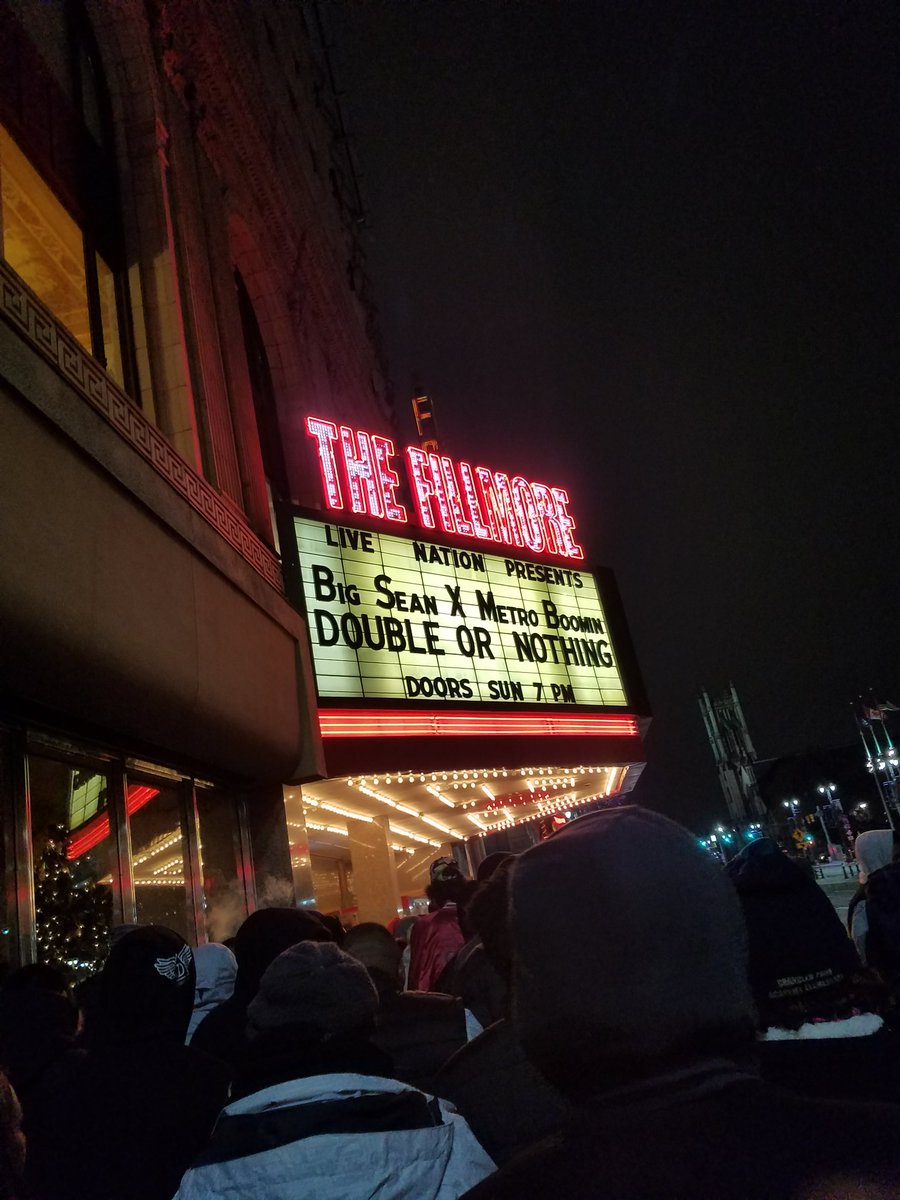 THE FILLMORE
LIVE NATION PRESENTS
BIG SEAN X METRO BOOMIN
DOUBLE OR NOTHING
DOORS SUN 7 PM